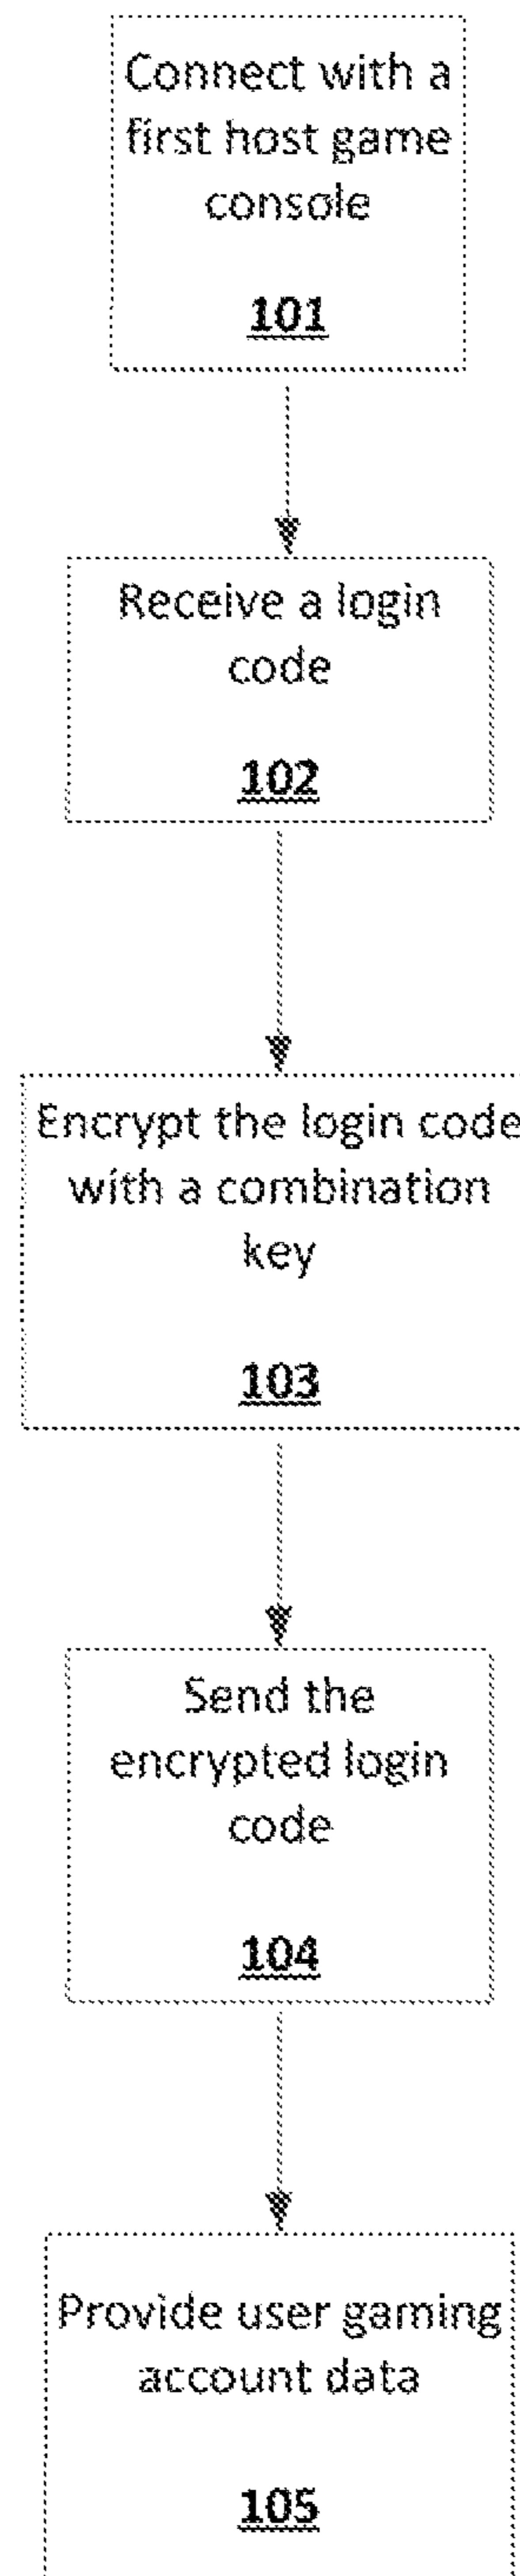 Connect with a
first host game
console
101
Receive a login
code
102
Encrypt the login code
with a combination
key
103
Send the
encrypted login
code
104
Provide user gaming
account data
105